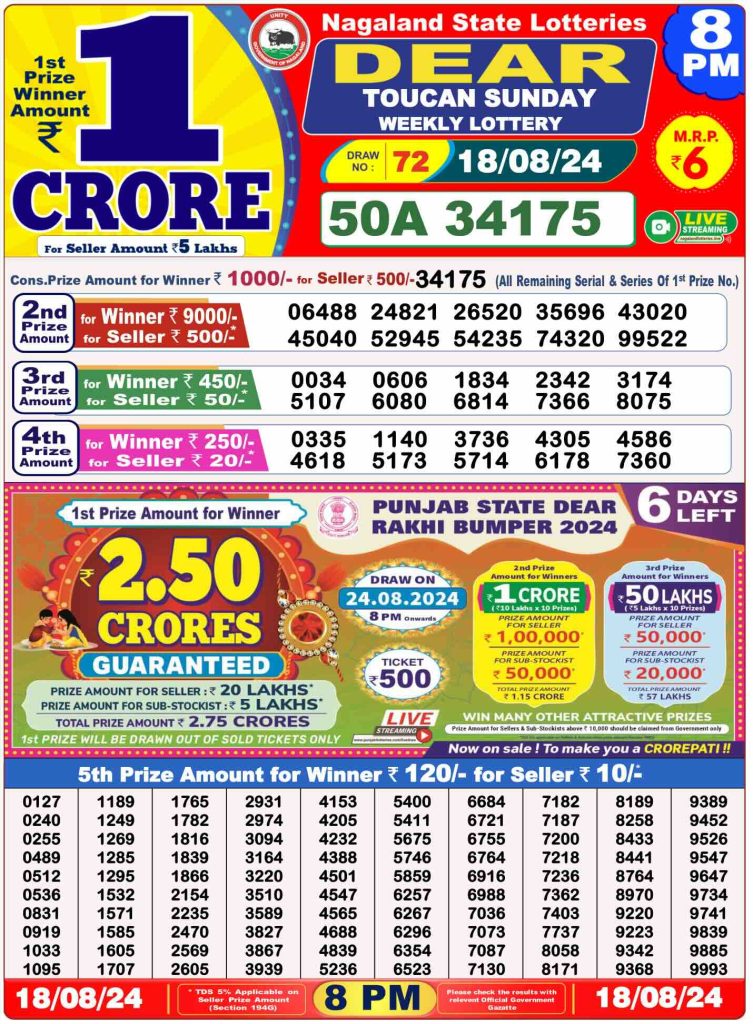 1st
Prize
Winner
Amount
₹
1
CRORE
For Seller Amount ₹5 Lakhs
UNITY
GOVERNMENT OF NAGALAND
Nagaland State Lotteries
DEAR
TOUCAN SUNDAY
WEEKLY LOTTERY
8
PM
DRAW
NO :
72
18/08/24
M.R.P.
₹6
50A 34175
LIVE
STREAMING
nagalandlotteries.live
Cons.Prize Amount for Winner ₹ 1000/- for Seller ₹ 500/-34175 (All Remaining Serial & Series Of 1st Prize No.)
2nd
Prize
Amount
for Winner ₹ 9000/-
for Seller ₹ 500/-*
06488 24821 26520 35696 43020
45040 52945 54235 74320 99522
3rd
Prize
Amount
for Winner ₹ 450/-
for Seller ₹ 50/-*
0034 0606 1834 2342 3174
5107 6080 6814 7366 8075
4th
Prize
Amount
for Winner ₹ 250/-
for Seller ₹ 20/-*
0335 1140 3736 4305 4586
4618 5173 5714 6178 7360
1st Prize Amount for Winner
₹2.50
CRORES
GUARANTEED
PRIZE AMOUNT FOR SELLER : ₹ 20 LAKHS*
PRIZE AMOUNT FOR SUB-STOCKIST : ₹ 5 LAKHS*
TOTAL PRIZE AMOUNT ₹ 2.75 CRORES
1st PRIZE WILL BE DRAWN OUT OF SOLD TICKETS ONLY
PUNJAB STATE DEAR
RAKHI BUMPER 2024
6 DAYS
LEFT
DRAW ON
24.08.2024
8 PM Onwards
TICKET
₹500
LIVE
STREAMING
2nd Prize
Amount for Winners
₹1 CRORE
(₹10 Lakhs x 10 Prizes)
PRIZE AMOUNT
FOR SELLER
₹ 1,00,000*
PRIZE AMOUNT
FOR SUB-STOCKIST
₹ 50,000*
TOTAL PRIZE AMOUNT
₹ 1.15 CRORE
3rd Prize
Amount for Winners
₹50 LAKHS
(₹5 Lakhs x 10 Prizes)
PRIZE AMOUNT
FOR SELLER
₹ 50,000*
PRIZE AMOUNT
FOR SUB-STOCKIST
₹ 20,000*
TOTAL PRIZE AMOUNT
₹ 57 LAKHS
WIN MANY OTHER ATTRACTIVE PRIZES
Prize Amount for Sellers & Sub-Stockists above ₹ 10,000 should be claimed from Government only
Now on sale ! To make you a CROREPATI !!
5th Prize Amount for Winner ₹ 120/- for Seller ₹ 10/-*
0127 1189 1765 2931 4153 5400 6684 7182 8189 9389
0240 1249 1782 2974 4205 5411 6721 7187 8258 9452
0255 1269 1816 3094 4232 5675 6755 7200 8433 9526
0489 1285 1839 3164 4388 5746 6764 7218 8441 9547
0512 1295 1866 3220 4501 5859 6916 7236 8764 9647
0536 1532 2154 3510 4547 6257 6988 7362 8970 9734
0831 1571 2235 3589 4565 6267 7036 7403 9220 9741
0919 1585 2470 3827 4688 6296 7073 7737 9223 9839
1033 1605 2569 3867 4839 6354 7087 8058 9342 9885
1095 1707 2605 3939 5236 6523 7130 8171 9368 9993
18/08/24
* TDS 5% Applicable on
Seller Prize Amount
(Section 194G)
8 PM
Please check the results with
relevent Official Government
Gazette
18/08/24